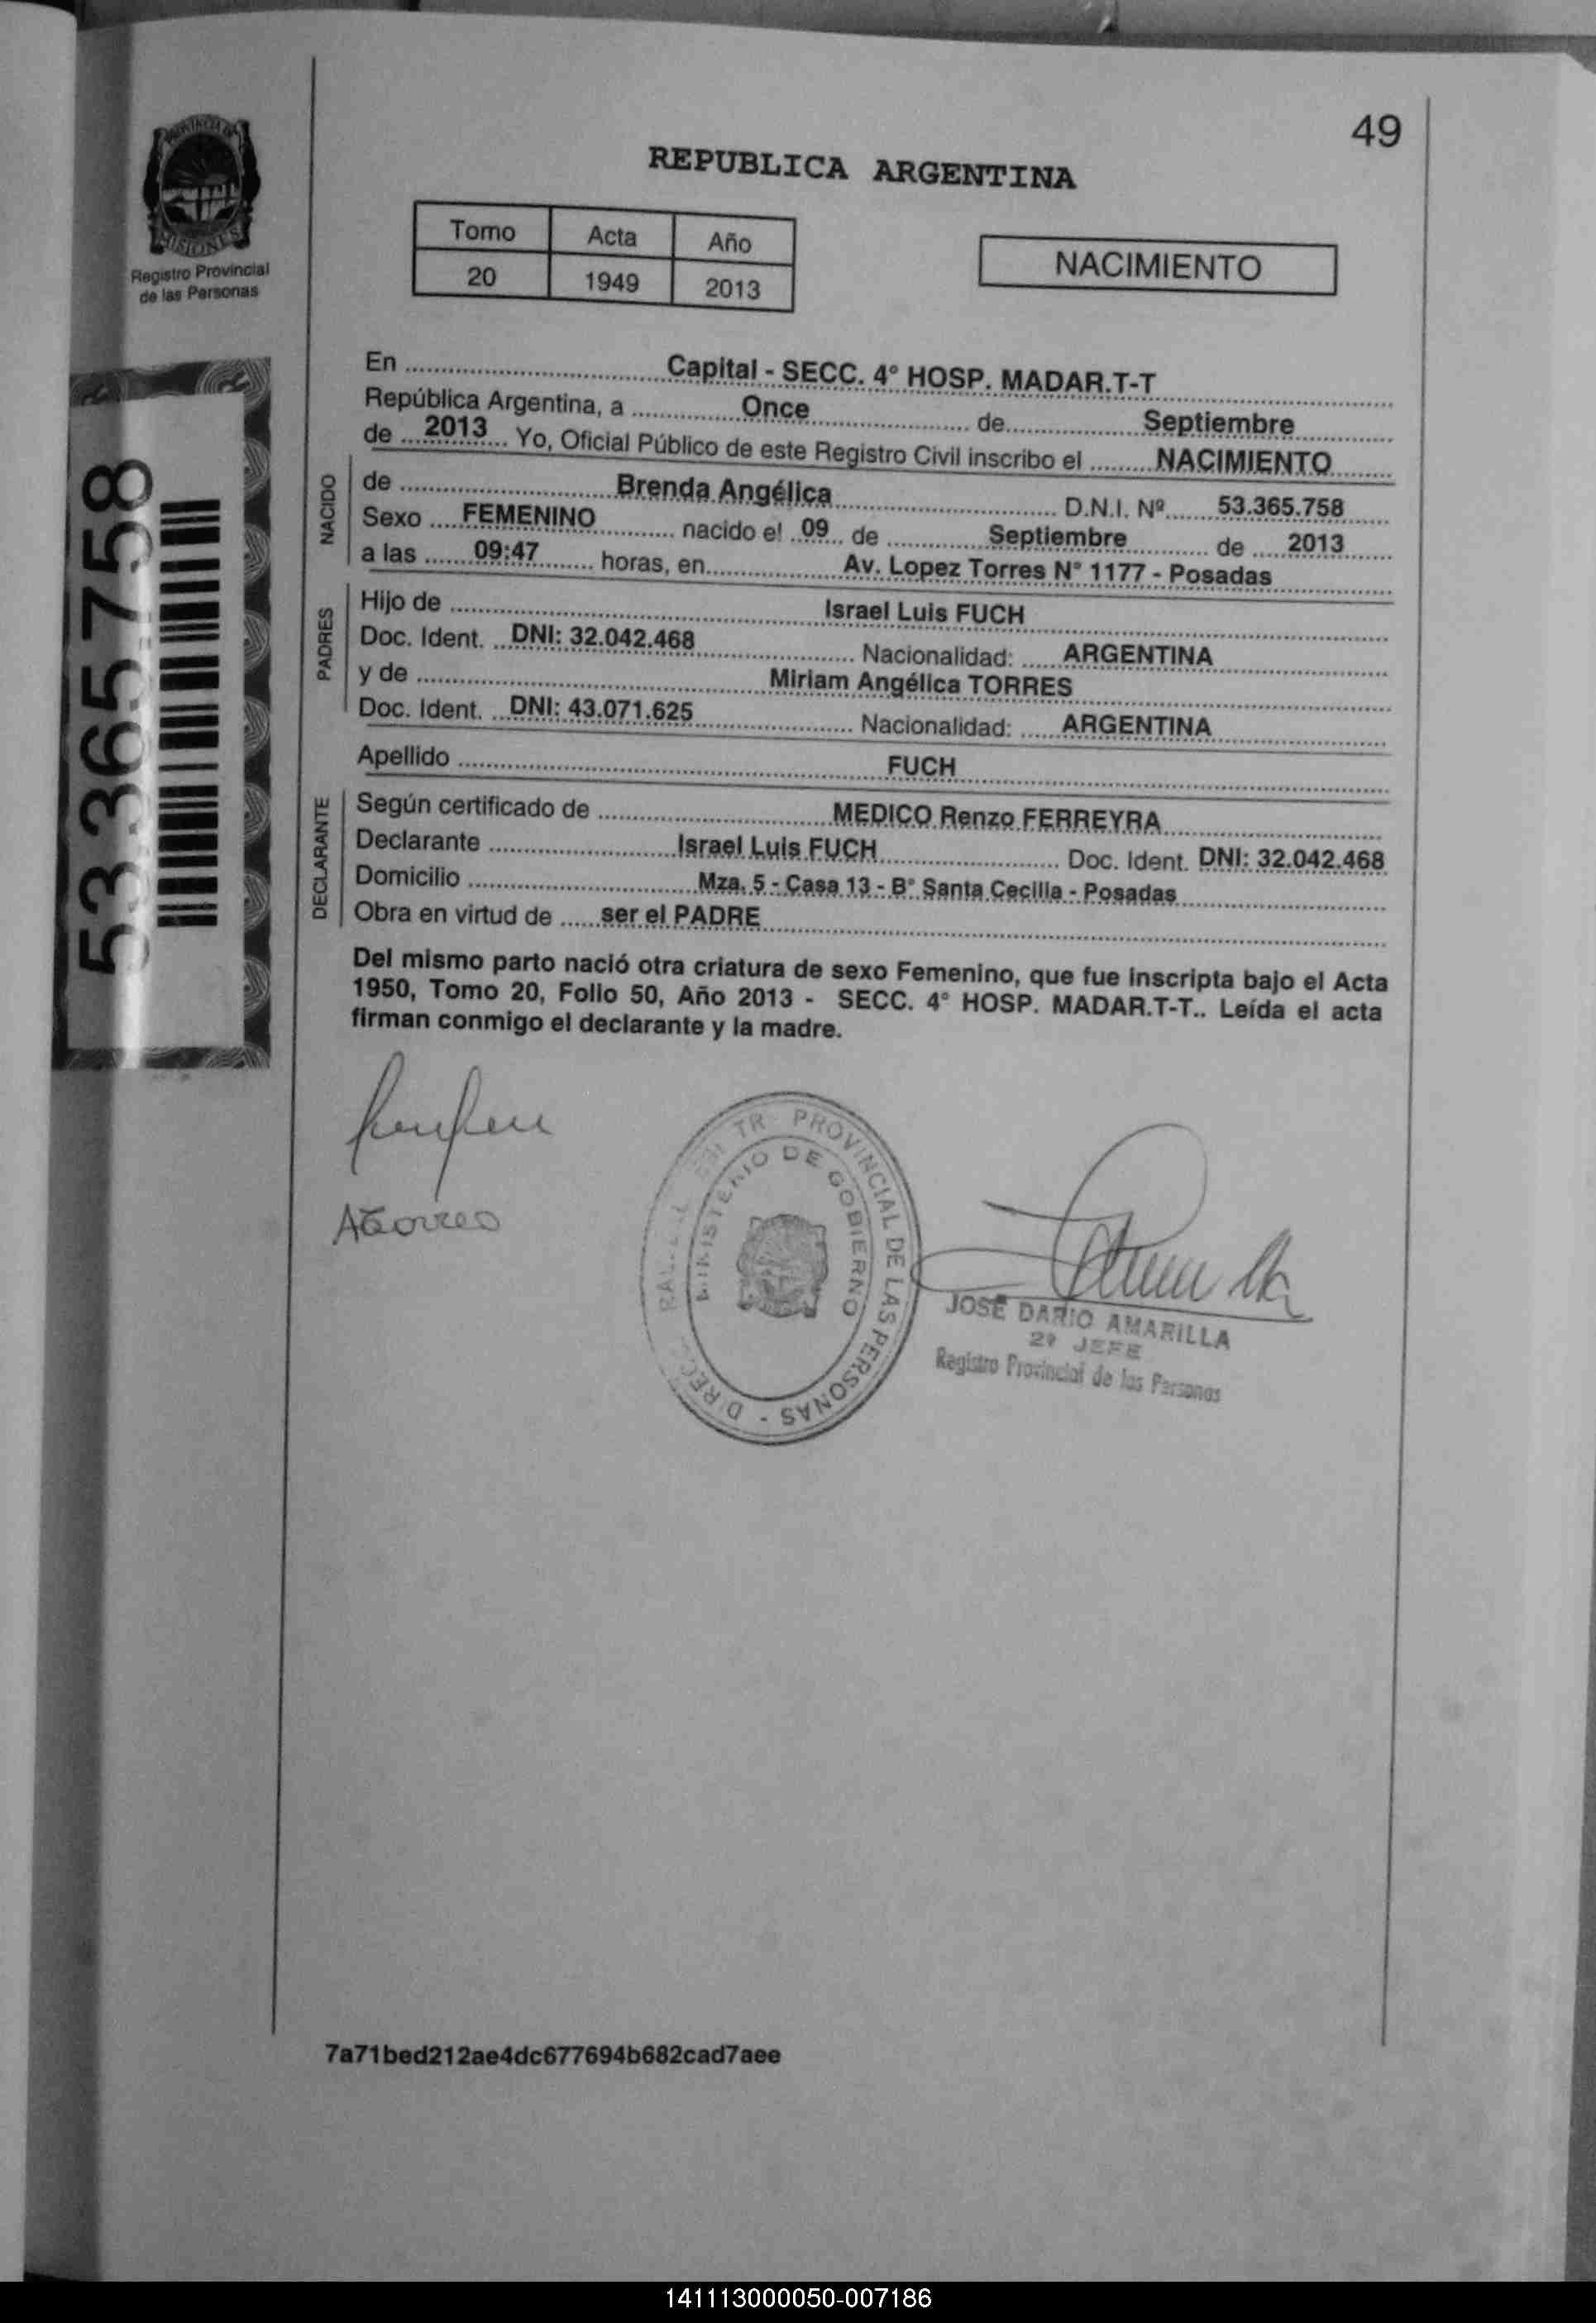 49
PROVINCIA DE
MISIONES
Registro Provincial
de las Personas
REPUBLICA ARGENTINA
Tomo Acta Año
20 1949 2013
NACIMIENTO
53.365.758
En Capital - SECC. 4° HOSP. MADAR.T-T
República Argentina, a Once de Septiembre
de 2013 Yo, Oficial Público de este Registro Civil inscribo el NACIMIENTO
NACIDO
de Brenda Angélica D.N.I. Nº 53.365.758
Sexo FEMENINO nacido el 09 de Septiembre de 2013
a las 09:47 horas, en Av. Lopez Torres N° 1177 - Posadas
PADRES
Hijo de Israel Luis FUCH
Doc. Ident. DNI: 32.042.468 Nacionalidad: ARGENTINA
y de Miriam Angélica TORRES
Doc. Ident. DNI: 43.071.625 Nacionalidad: ARGENTINA
Apellido FUCH
DECLARANTE
Según certificado de MEDICO Renzo FERREYRA
Declarante Israel Luis FUCH Doc. Ident. DNI: 32.042.468
Domicilio Mza. 5 - Casa 13 - B° Santa Cecilia - Posadas
Obra en virtud de ser el PADRE
Del mismo parto nació otra criatura de sexo Femenino, que fue inscripta bajo el Acta
1950, Tomo 20, Folio 50, Año 2013 - SECC. 4° HOSP. MADAR.T-T.. Leída el acta
firman conmigo el declarante y la madre.
PROVINCIAL DE LAS PERSONAS -
MINISTERIO DE GOBIERNO
JOSÉ DARIO AMARILLA
2º JEFE
Registro Provincial de las Personas
7a71bed212ae4dc677694b682cad7aee
141113000050-007186